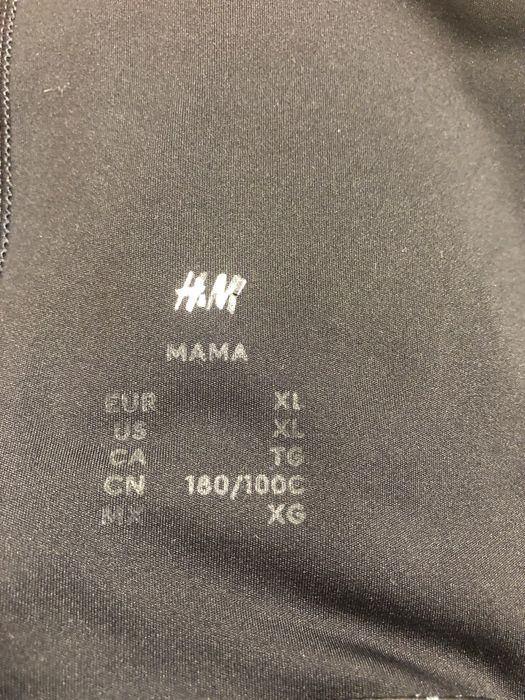 H&M
MAMA
EUR XL
US XL
CA TG
CN 180/100C
MX XG